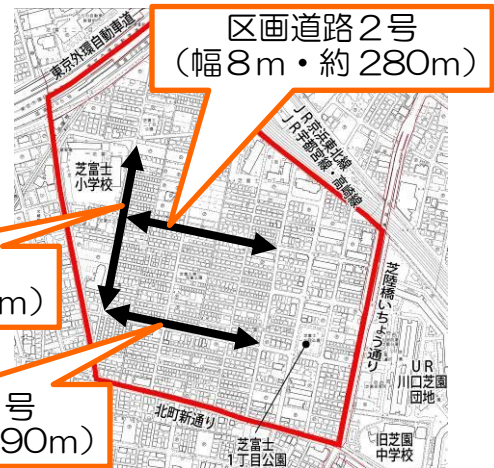 区画道路2号
(幅8m・約280m)
東京外環自動車道
JR京浜東北線
JR宇都宮線・高崎線
芝富士
小学校
芝陸橋いちょう通り
m)
号
90m)
北町新通り
芝富士
1丁目公園
UR
川口芝園
団地
旧芝園
中学校